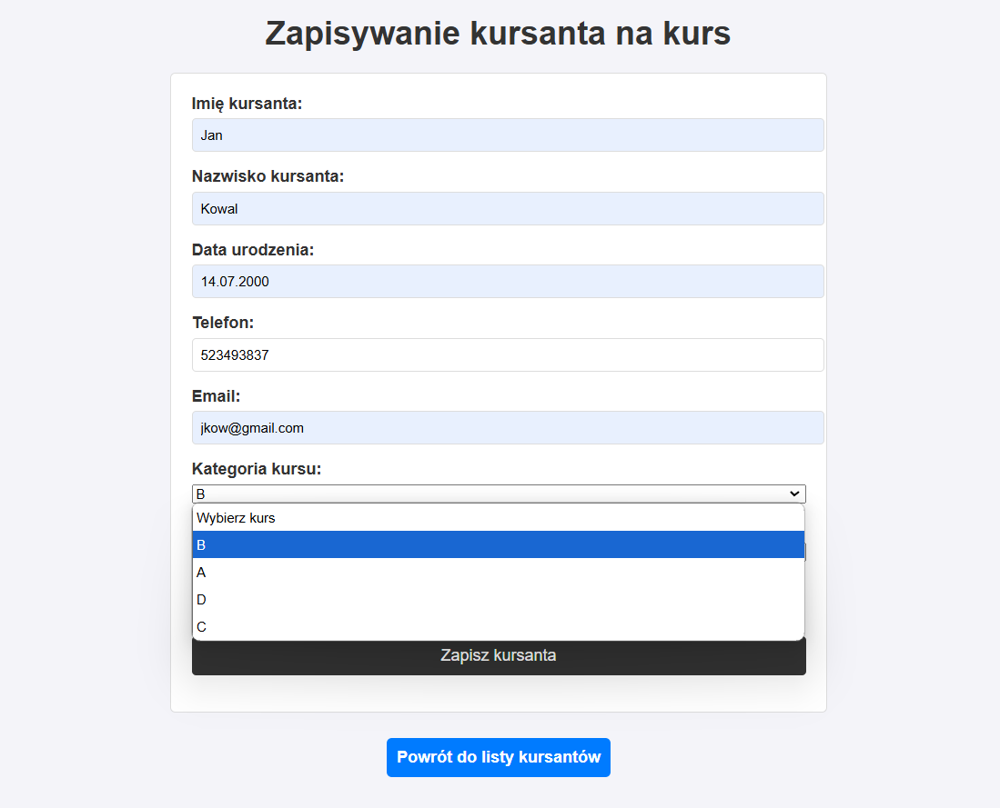 Zapisywanie kursanta na kurs
Imię kursanta:
Jan
Nazwisko kursanta:
Kowal
Data urodzenia:
14.07.2000
Telefon:
523493837
Email:
jkow@gmail.com
Kategoria kursu:
B
Wybierz kurs
B
A
D
C
Zapisz kursanta
Powrót do listy kursantów